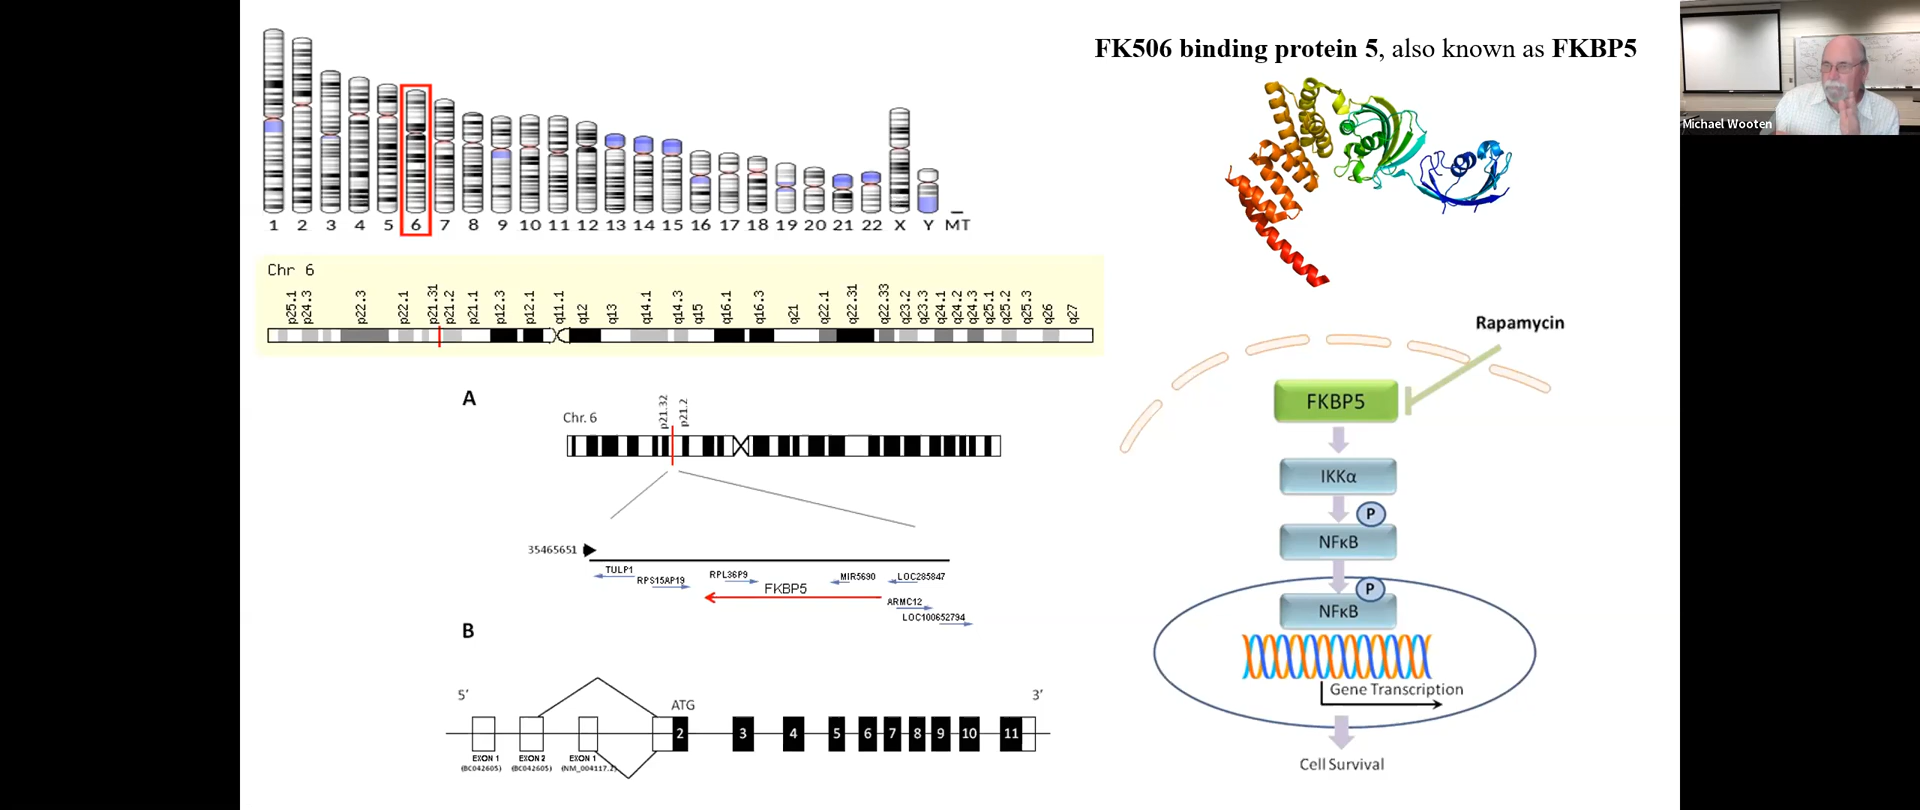 FK506 binding protein 5, also known as FKBP5
Michael Wooten
1 2 3 4 5 6 7 8 9 10 11 12 13 14 15 16 17 18 19 20 21 22 X Y MT
Chr 6
p25.1 p24.3 p22.3 p22.1 p21.31 p21.2 p21.1 p12.3 p12.1 q11.1 q12 q13 q14.1 q14.3 q15 q16.1 q16.3 q21 q22.1 q22.31 q22.33 q23.2 q23.3 q24.1 q24.2 q24.3 q25.1 q25.2 q25.3 q26 q27
A
Chr. 6
p21.32 p21.2
35465651
TULP1
RPS15AP19
RPL36P9
FKBP5
MIR5690
LOC285847
ARMC12
LOC100652794
B
5’ 3’
ATG
2 3 4 5 6 7 8 9 10 11
EXON 1 EXON 2 EXON 1
(BC042605) (BC042605) (NM_004117.2)
Rapamycin
FKBP5
IKKα
P
NFκB
P
NFκB
Gene Transcription
Cell Survival